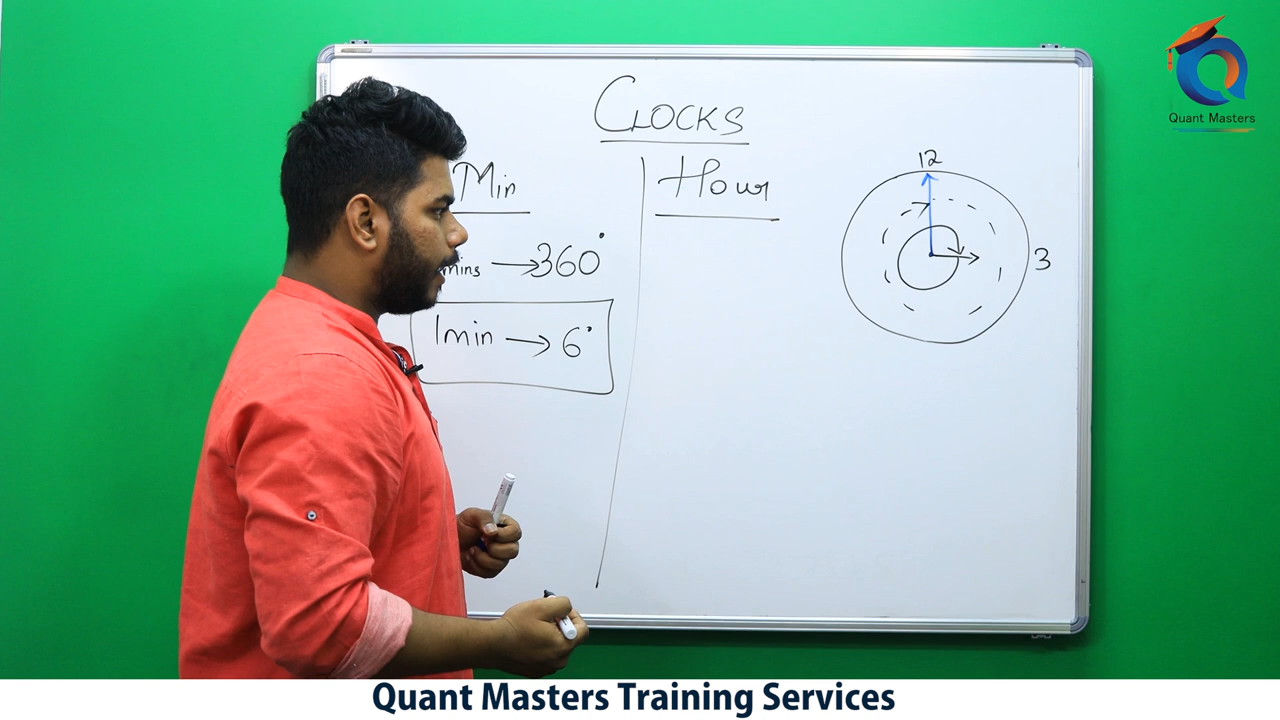 CLOCKS
Min
mins → 360°
1min → 6°
Hour
12
3
Quant Masters
Quant Masters Training Services